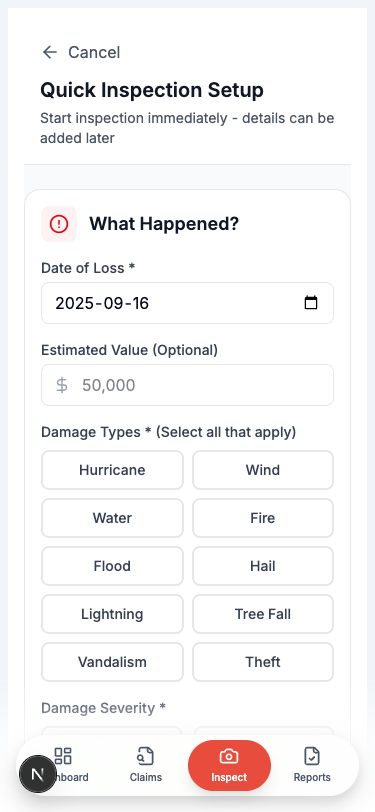 Cancel
Quick Inspection Setup
Start inspection immediately - details can be
added later
What Happened?
Date of Loss *
2025-09-16
Estimated Value (Optional)
$ 50,000
Damage Types * (Select all that apply)
Hurricane Wind
Water Fire
Flood Hail
Lightning Tree Fall
Vandalism Theft
Damage Severity *
N hboard Claims Inspect Reports